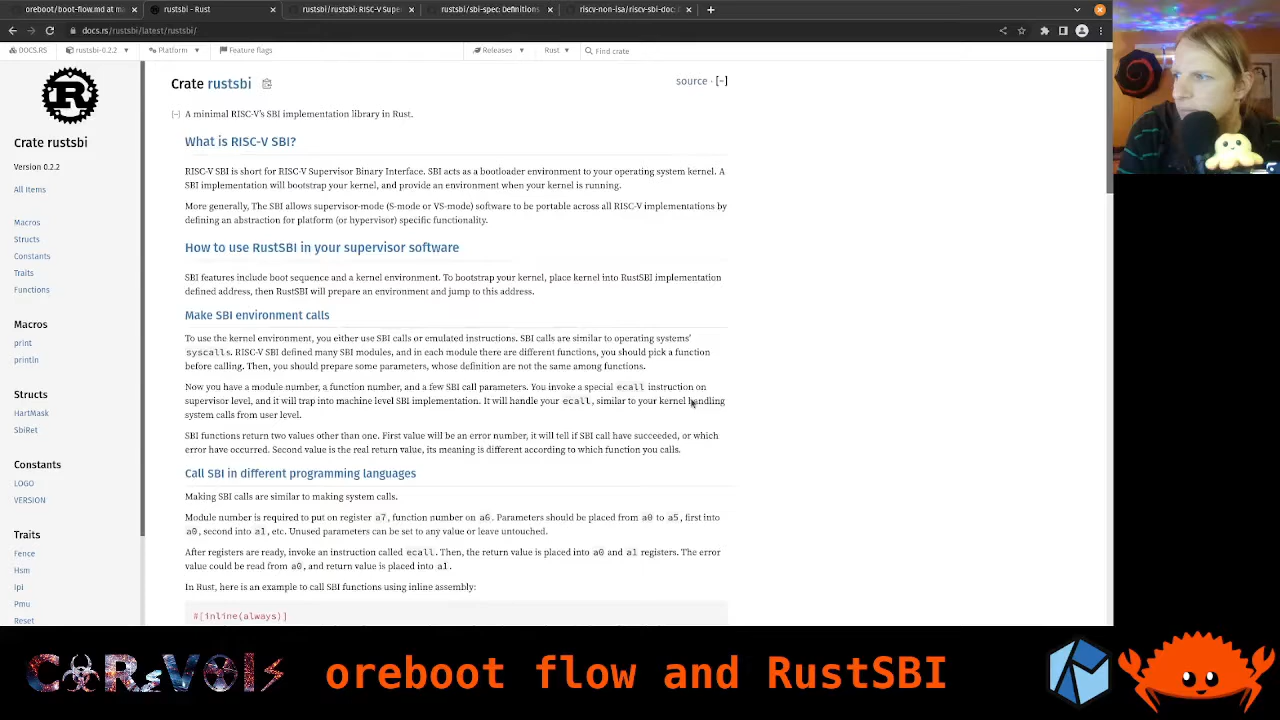 oreboot/boot-flow.md at m
rustsbi - Rust
rustsbi/rustsbi: RISC-V Super
rustsbi/sbi-spec: Definitions
riscv-non-isa/riscv-sbi-doc:
docs.rs/rustsbi/latest/rustsbi/
DOCS.RS
rustsbi-0.2.2
Platform
Feature flags
Releases
Rust
Find crate
Crate rustsbi
Version 0.2.2
All Items
Macros
Structs
Constants
Traits
Functions
Macros
print
println
Structs
HartMask
SbiRet
Constants
LOGO
VERSION
Traits
Fence
Hsm
Ipi
Pmu
Reset
Crate rustsbi
source · [-]
[-] A minimal RISC-V's SBI implementation library in Rust.
What is RISC-V SBI?
RISC-V SBI is short for RISC-V Supervisor Binary Interface. SBI acts as a bootloader environment to your operating system kernel. A
SBI implementation will bootstrap your kernel, and provide an environment when your kernel is running.
More generally, The SBI allows supervisor-mode (S-mode or VS-mode) software to be portable across all RISC-V implementations by
defining an abstraction for platform (or hypervisor) specific functionality.
How to use RustSBI in your supervisor software
SBI features include boot sequence and a kernel environment. To bootstrap your kernel, place kernel into RustSBI implementation
defined address, then RustSBI will prepare an environment and jump to this address.
Make SBI environment calls
To use the kernel environment, you either use SBI calls or emulated instructions. SBI calls are similar to operating systems'
syscalls. RISC-V SBI defined many SBI modules, and in each module there are different functions, you should pick a function
before calling. Then, you should prepare some parameters, whose definition are not the same among functions.
Now you have a module number, a function number, and a few SBI call parameters. You invoke a special ecall instruction on
supervisor level, and it will trap into machine level SBI implementation. It will handle your ecall, similar to your kernel handling
system calls from user level.
SBI functions return two values other than one. First value will be an error number, it will tell if SBI call have succeeded, or which
error have occurred. Second value is the real return value, its meaning is different according to which function you calls.
Call SBI in different programming languages
Making SBI calls are similar to making system calls.
Module number is required to put on register a7, function number on a6. Parameters should be placed from a0 to a5, first into
a0, second into a1, etc. Unused parameters can be set to any value or leave untouched.
After registers are ready, invoke an instruction called ecall. Then, the return value is placed into a0 and a1 registers. The error
value could be read from a0, and return value is placed into a1.
In Rust, here is an example to call SBI functions using inline assembly:
#[inline(always)]
oreboot flow and RustSBI